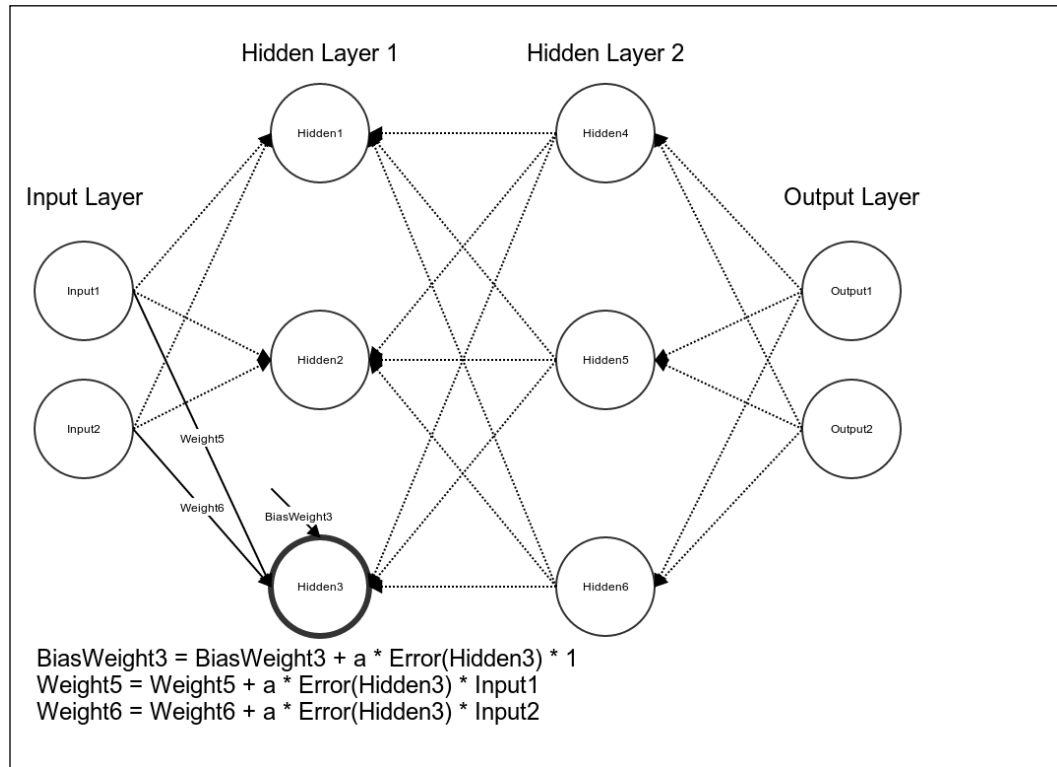 Hidden Layer 1
Hidden Layer 2
Hidden1
Hidden4
Input Layer
Output Layer
Input1
Output1
Hidden2
Hidden5
Input2
Output2
Weight5
Weight6
BiasWeight3
Hidden3
Hidden6
BiasWeight3 = BiasWeight3 + a * Error(Hidden3) * 1
Weight5 = Weight5 + a * Error(Hidden3) * Input1
Weight6 = Weight6 + a * Error(Hidden3) * Input2